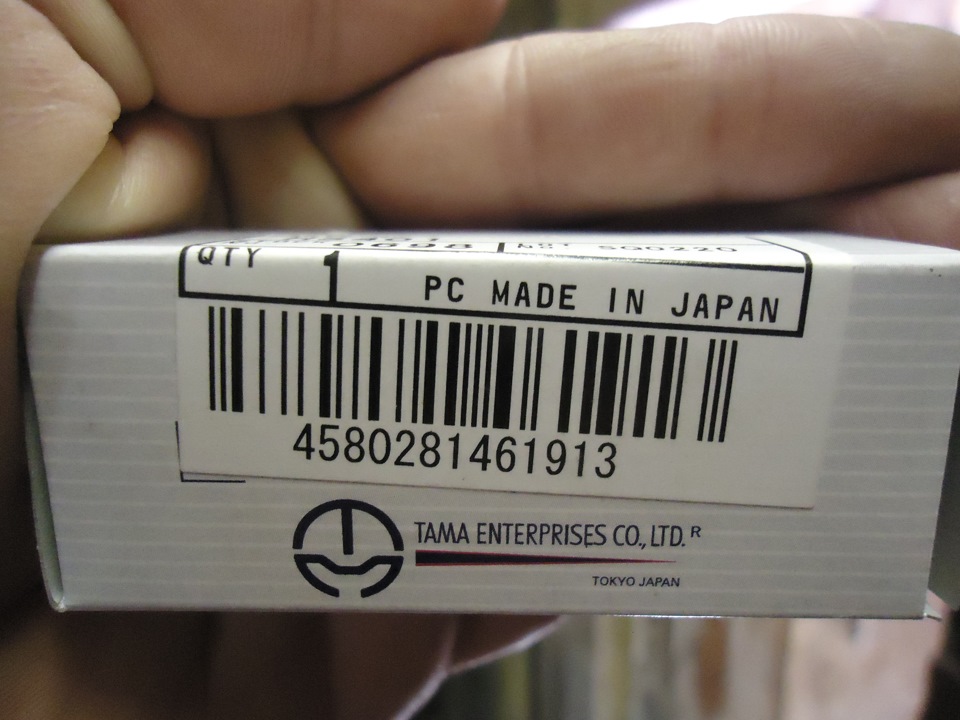 QTY 1 PC MADE IN JAPAN
4580281461913
TAMA ENTERPRISES CO., LTD. R
TOKYO JAPAN